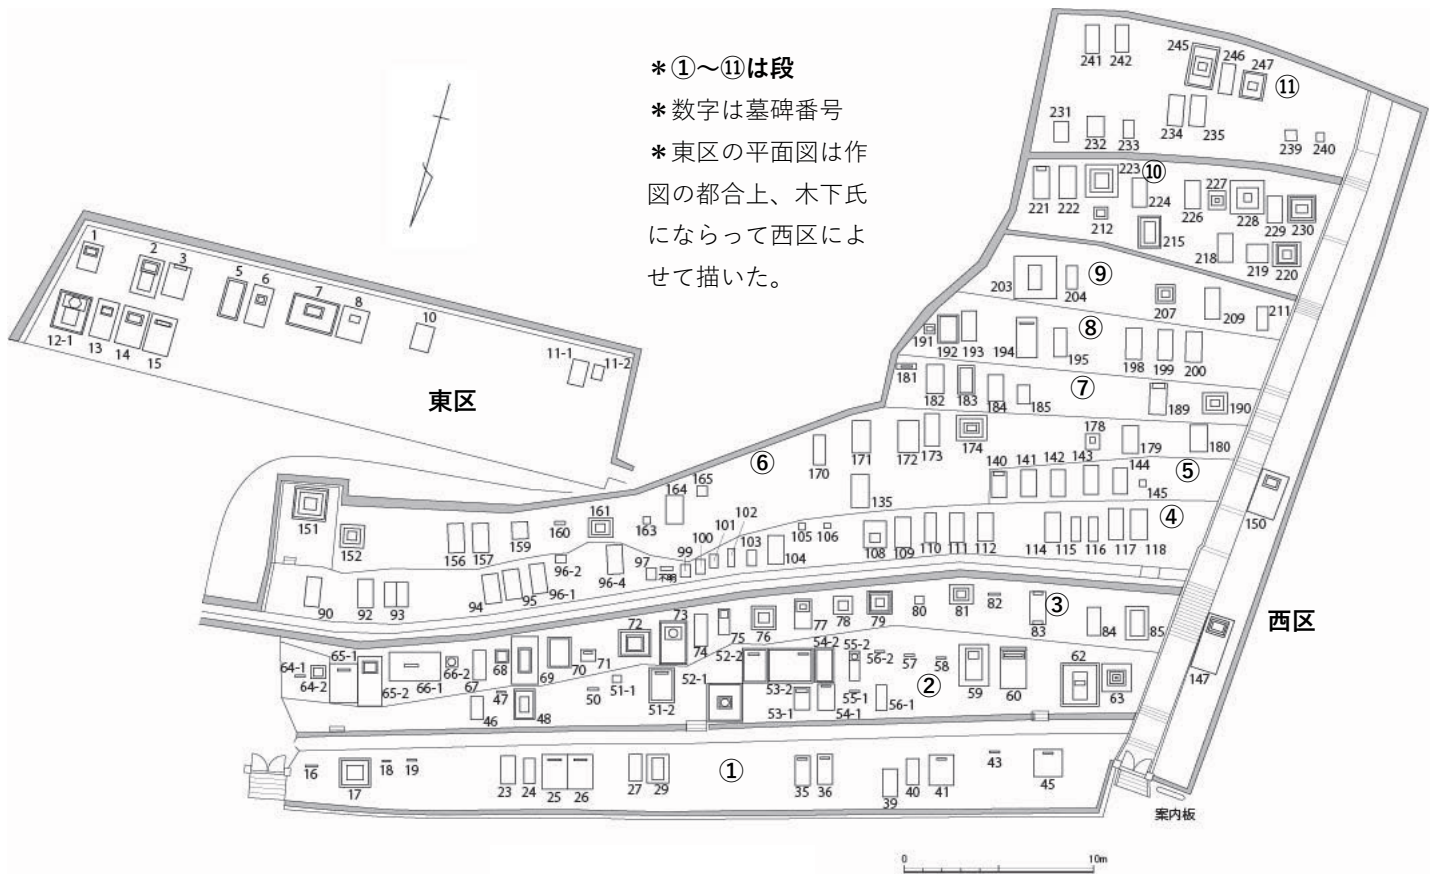 ＊①～⑪は段
＊数字は墓碑番号
＊東区の平面図は作
図の都合上、木下氏
にならって西区によ
せて描いた。
241 242 245 246 247 ⑪
231 232 233 234 235 239 240
221 222 223 ⑩ 224 226 227 228 229 230
212 215 218 219 220
203 204 ⑨ 207 209 211
191 192 193 194 195 ⑧ 198 199 200
181 182 183 184 185 ⑦ 189 190
1 2 3 5 6 7 8 10 11-1 11-2
12-1 13 14 15
東区
⑥ 170 171 172 173 174 178 179 180
165 164 135 140 141 142 143 144 145 ⑤
151 152 156 157 159 160 161 163
102 101 100 99 103 104 105 106 108 109 110 111 112 114 115 116 117 118 ④
90 92 93 94 95 96-1 96-2 96-4 97 不明
150
西区
147
72 73 74 75 76 77 78 79 80 81 82 83 ③ 84 85
64-1 64-2 65-1 65-2 66-1 66-2 67 68 69 70 71
52-2 54-2 55-2 56-2 57 58 59 60 62 63
46 47 48 50 51-1 51-2 52-1 53-2 53-1 54-1 55-1 56-1 ②
16 17 18 19 23 24 25 26 27 29 ① 35 36 39 40 41 43 45
案内板
0 10m